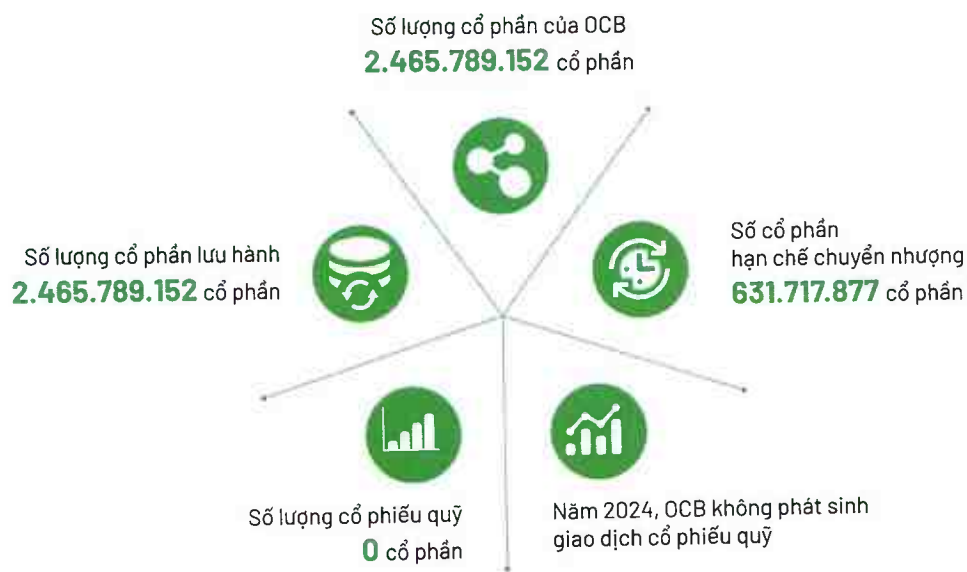 Số lượng cổ phần của OCB
2.465.789.152 cổ phần
Số lượng cổ phần lưu hành
2.465.789.152 cổ phần
Số cổ phần
hạn chế chuyển nhượng
631.717.877 cổ phần
Số lượng cổ phiếu quỹ
0 cổ phần
Năm 2024, OCB không phát sinh
giao dịch cổ phiếu quỹ